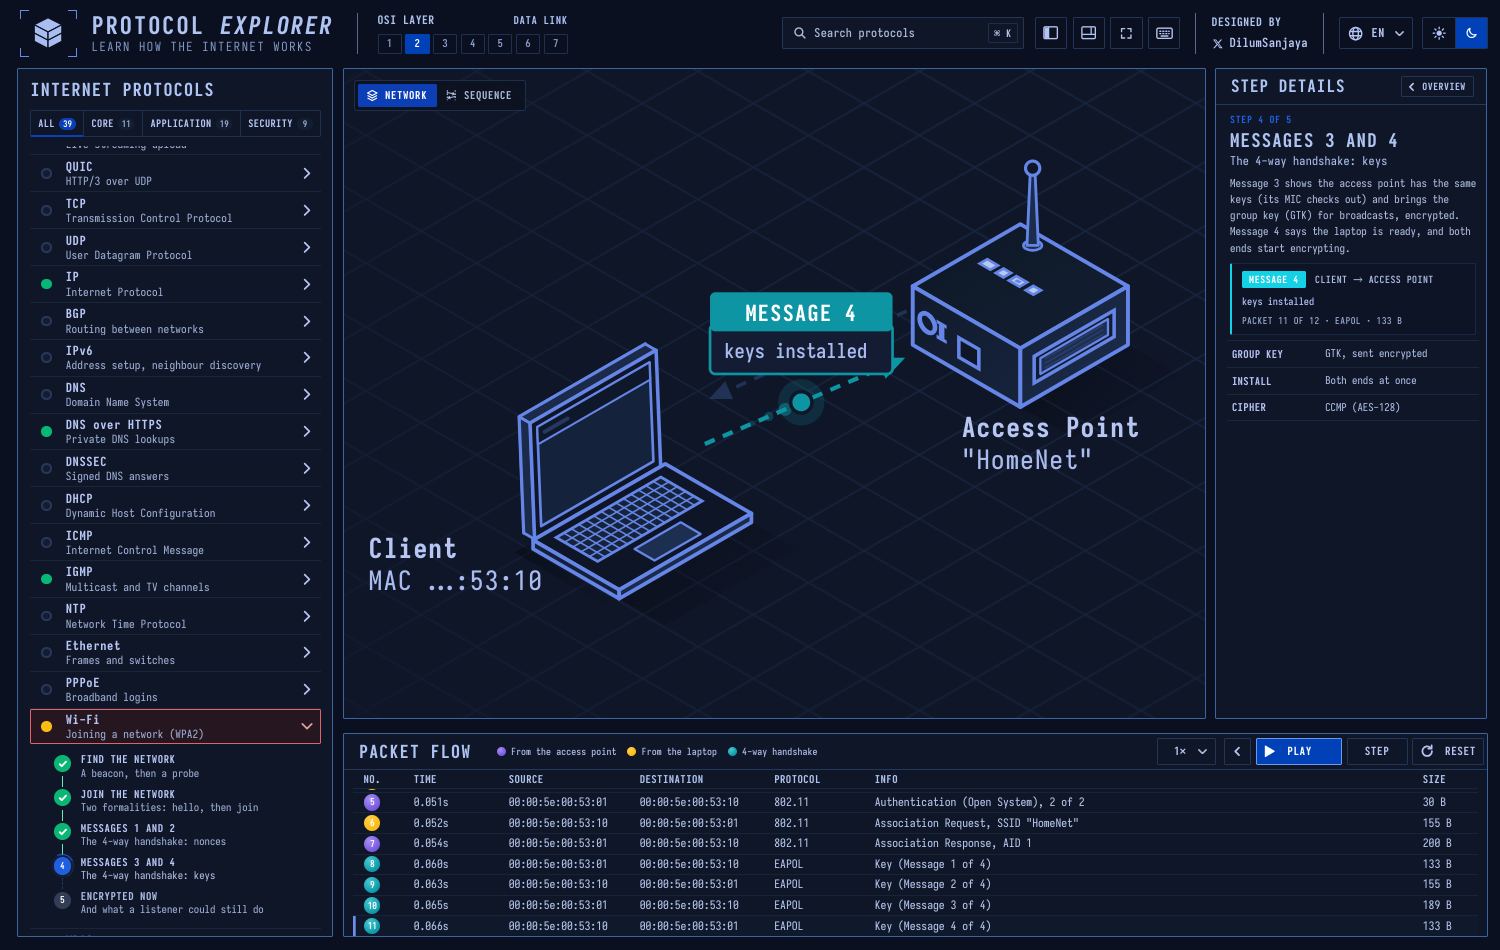 PROTOCOL EXPLORER
LEARN HOW THE INTERNET WORKS
OSI LAYER DATA LINK
1 2 3 4 5 6 7
Search protocols ⌘ K
DESIGNED BY
DilumSanjaya
EN
INTERNET PROTOCOLS
ALL 39 CORE 11 APPLICATION 19 SECURITY 9
Live streaming upload
QUIC
HTTP/3 over UDP
TCP
Transmission Control Protocol
UDP
User Datagram Protocol
IP
Internet Protocol
BGP
Routing between networks
IPv6
Address setup, neighbour discovery
DNS
Domain Name System
DNS over HTTPS
Private DNS lookups
DNSSEC
Signed DNS answers
DHCP
Dynamic Host Configuration
ICMP
Internet Control Message
IGMP
Multicast and TV channels
NTP
Network Time Protocol
Ethernet
Frames and switches
PPPoE
Broadband logins
Wi-Fi
Joining a network (WPA2)
FIND THE NETWORK
A beacon, then a probe
JOIN THE NETWORK
Two formalities: hello, then join
MESSAGES 1 AND 2
The 4-way handshake: nonces
4 MESSAGES 3 AND 4
The 4-way handshake: keys
5 ENCRYPTED NOW
And what a listener could still do
NETWORK SEQUENCE
MESSAGE 4
keys installed
Access Point
"HomeNet"
Client
MAC ...:53:10
STEP DETAILS OVERVIEW
STEP 4 OF 5
MESSAGES 3 AND 4
The 4-way handshake: keys
Message 3 shows the access point has the same
keys (its MIC checks out) and brings the
group key (GTK) for broadcasts, encrypted.
Message 4 says the laptop is ready, and both
ends start encrypting.
MESSAGE 4 CLIENT → ACCESS POINT
keys installed
PACKET 11 OF 12 · EAPOL · 133 B
GROUP KEY GTK, sent encrypted
INSTALL Both ends at once
CIPHER CCMP (AES-128)
PACKET FLOW From the access point From the laptop 4-way handshake 1× PLAY STEP RESET
NO. TIME SOURCE DESTINATION PROTOCOL INFO SIZE
5 0.051s 00:00:5e:00:53:01 00:00:5e:00:53:10 802.11 Authentication (Open System), 2 of 2 30 B
6 0.052s 00:00:5e:00:53:10 00:00:5e:00:53:01 802.11 Association Request, SSID "HomeNet" 155 B
7 0.054s 00:00:5e:00:53:01 00:00:5e:00:53:10 802.11 Association Response, AID 1 200 B
8 0.060s 00:00:5e:00:53:01 00:00:5e:00:53:10 EAPOL Key (Message 1 of 4) 133 B
9 0.063s 00:00:5e:00:53:10 00:00:5e:00:53:01 EAPOL Key (Message 2 of 4) 155 B
10 0.065s 00:00:5e:00:53:01 00:00:5e:00:53:10 EAPOL Key (Message 3 of 4) 189 B
11 0.066s 00:00:5e:00:53:10 00:00:5e:00:53:01 EAPOL Key (Message 4 of 4) 133 B